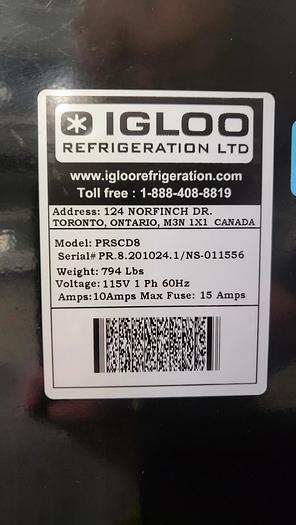 IGLOO
REFRIGERATION LTD
www.igloorefrigeration.com
Toll free : 1-888-408-8819
Address: 124 NORFINCH DR.
TORONTO, ONTARIO, M3N 1X1 CANADA
Model: PRSCD8
Serial# PR.8.201024.1/NS-011556
Weight: 794 Lbs
Voltage: 115V 1 Ph 60Hz
Amps:10Amps Max Fuse: 15 Amps